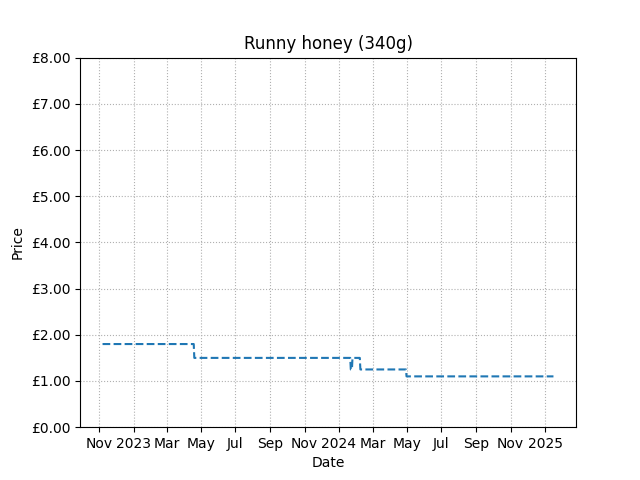 Runny honey (340g)
£8.00
£7.00
£6.00
£5.00
£4.00
£3.00
£2.00
£1.00
£0.00
Price
Nov 2023 Mar May Jul Sep Nov 2024 Mar May Jul Sep Nov 2025
Date